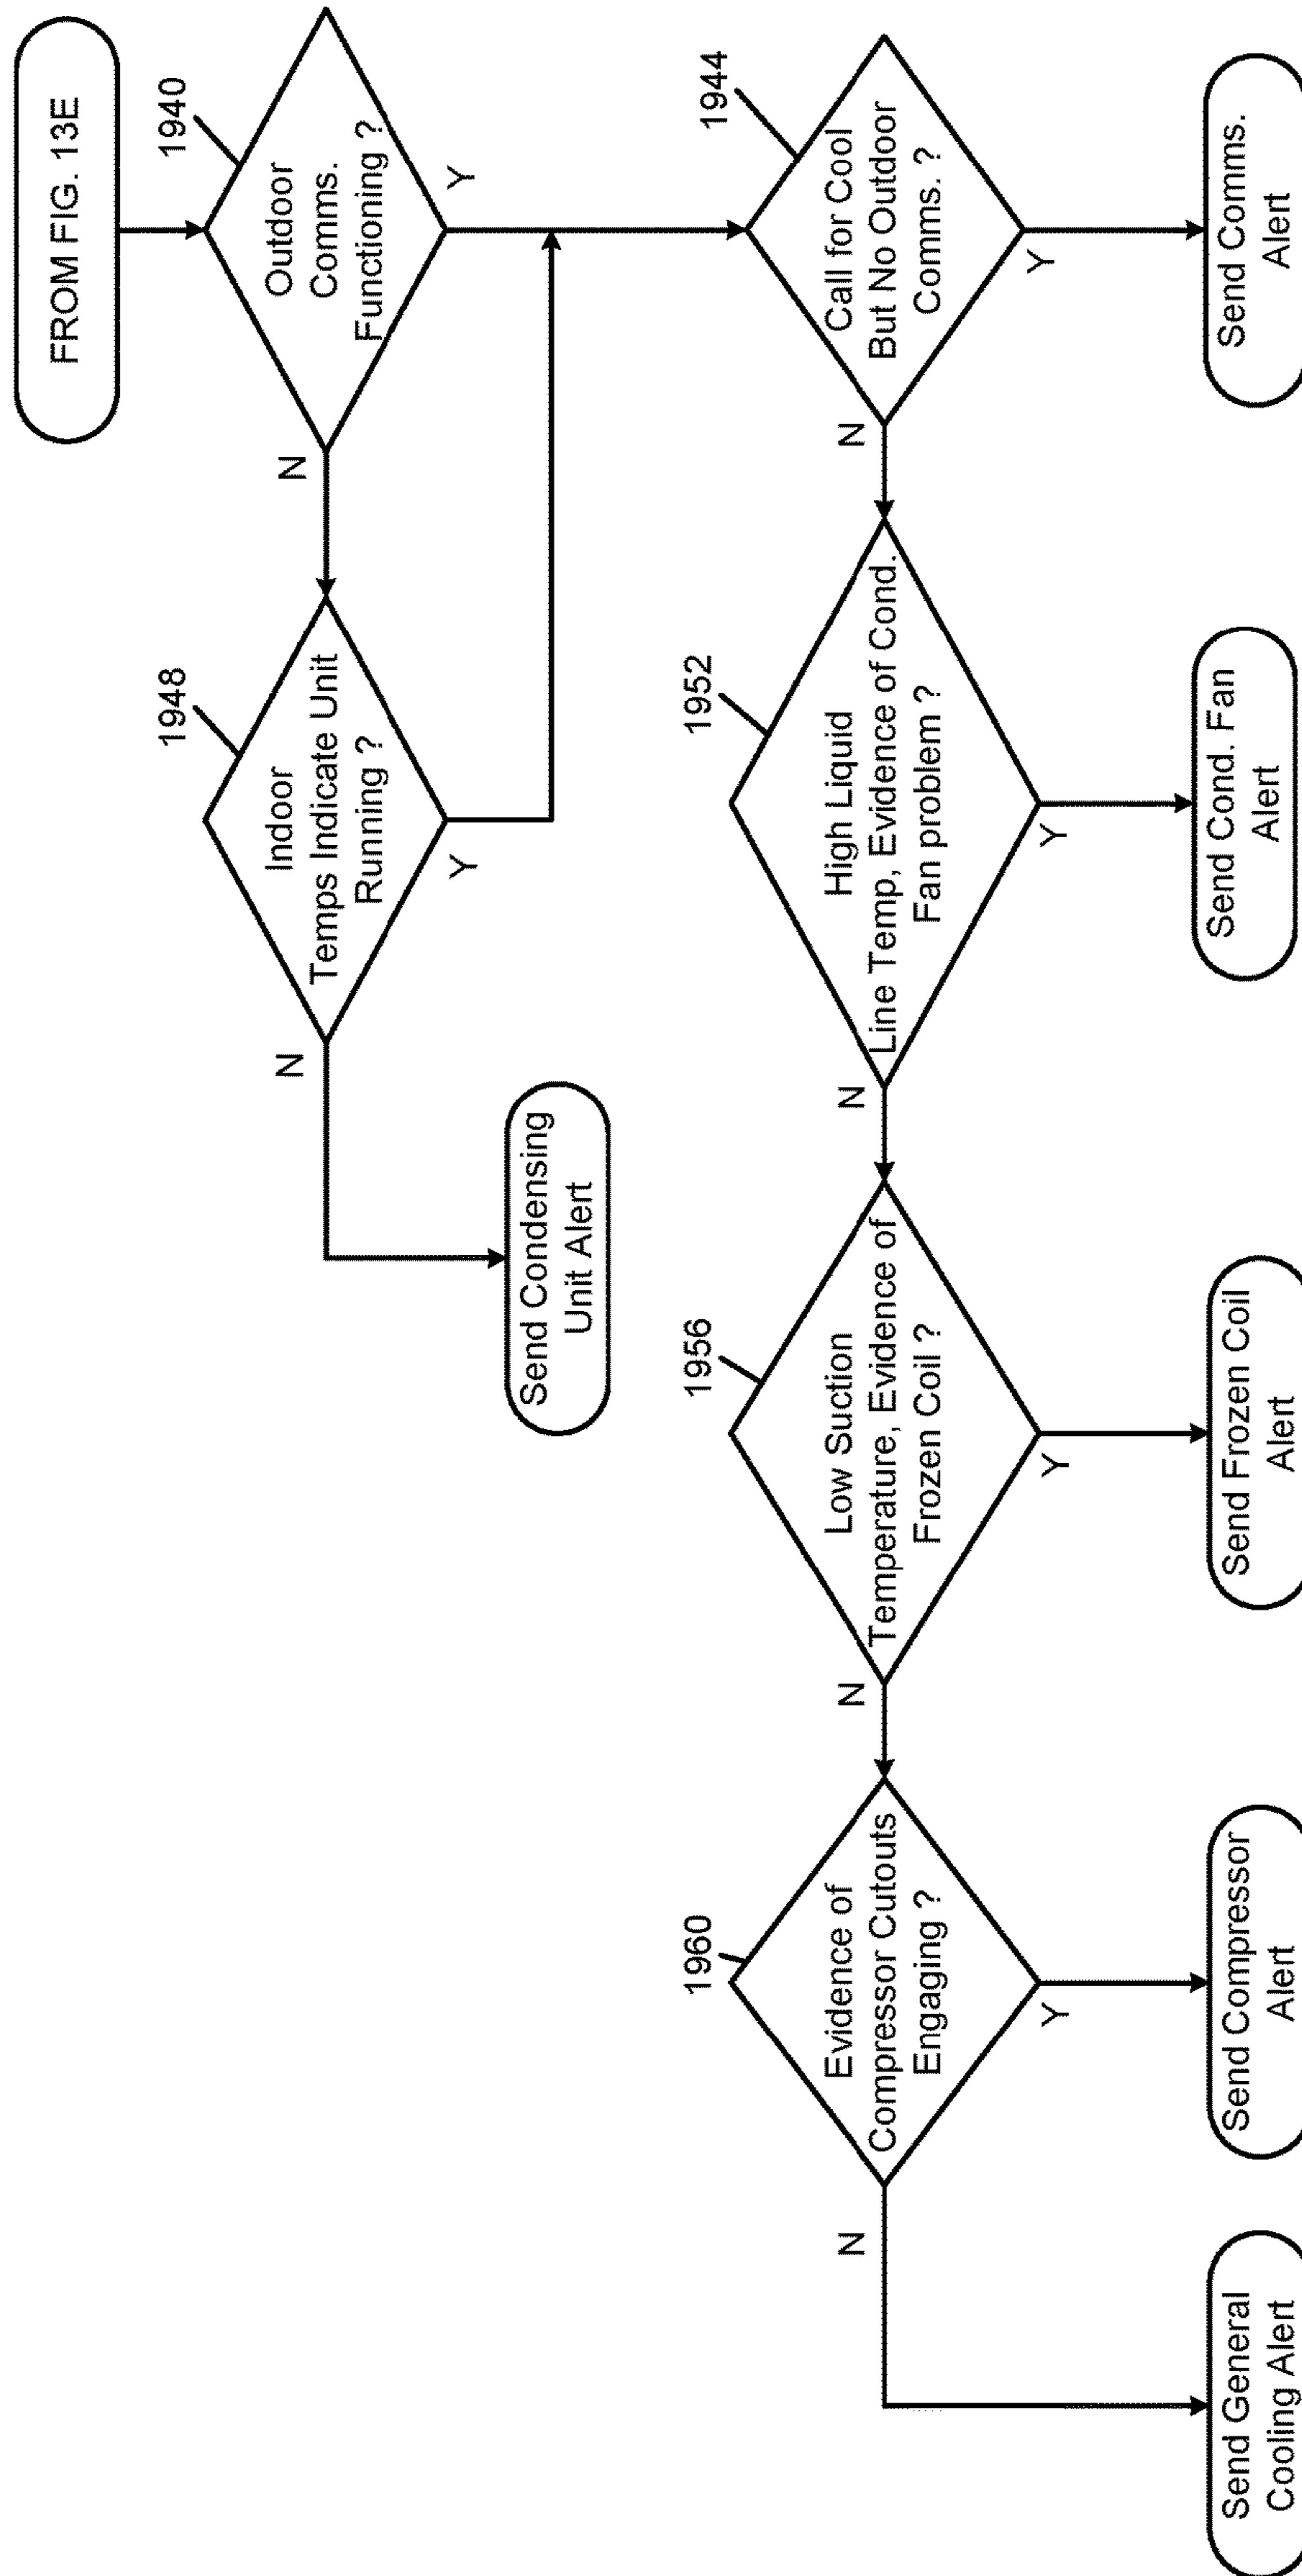 FROM FIG. 13E
1940
Outdoor
Comms.
Functioning ?
N
Y
1948
Indoor
Temps Indicate Unit
Running ?
N
Y
Send Condensing
Unit Alert
1944
Call for Cool
But No Outdoor
Comms. ?
N
Y
Send Comms.
Alert
1952
High Liquid
Line Temp, Evidence of Cond.
Fan problem ?
N
Y
Send Cond. Fan
Alert
1956
Low Suction
Temperature, Evidence of
Frozen Coil ?
N
Y
Send Frozen Coil
Alert
1960
Evidence of
Compressor Cutouts
Engaging ?
N
Y
Send Compressor
Alert
Send General
Cooling Alert